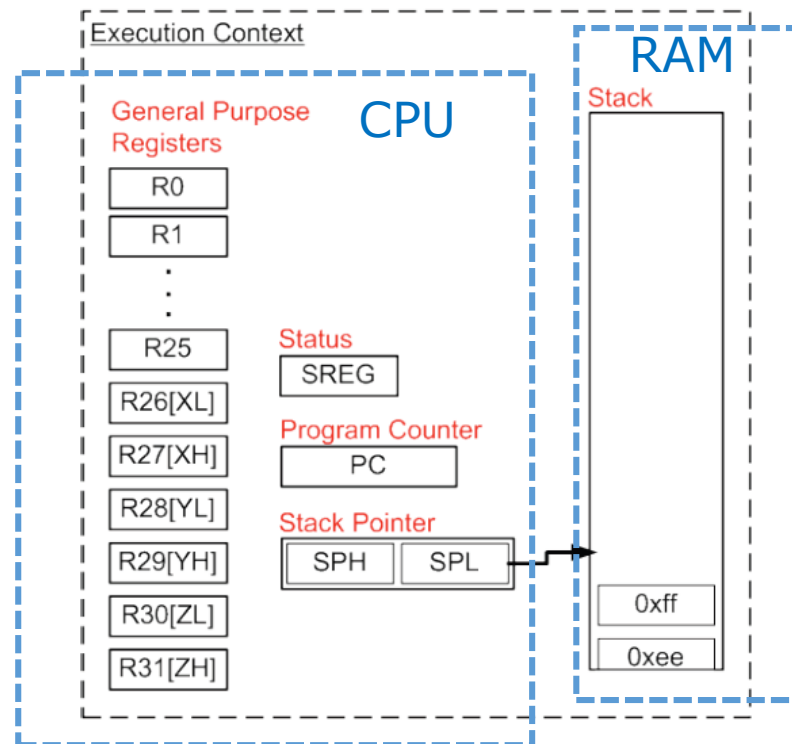 Execution Context
RAM
CPU
General Purpose
Registers
R0
R1
R25
R26[XL]
R27[XH]
R28[YL]
R29[YH]
R30[ZL]
R31[ZH]
Status
SREG
Program Counter
PC
Stack Pointer
SPH SPL
Stack
0xff
0xee